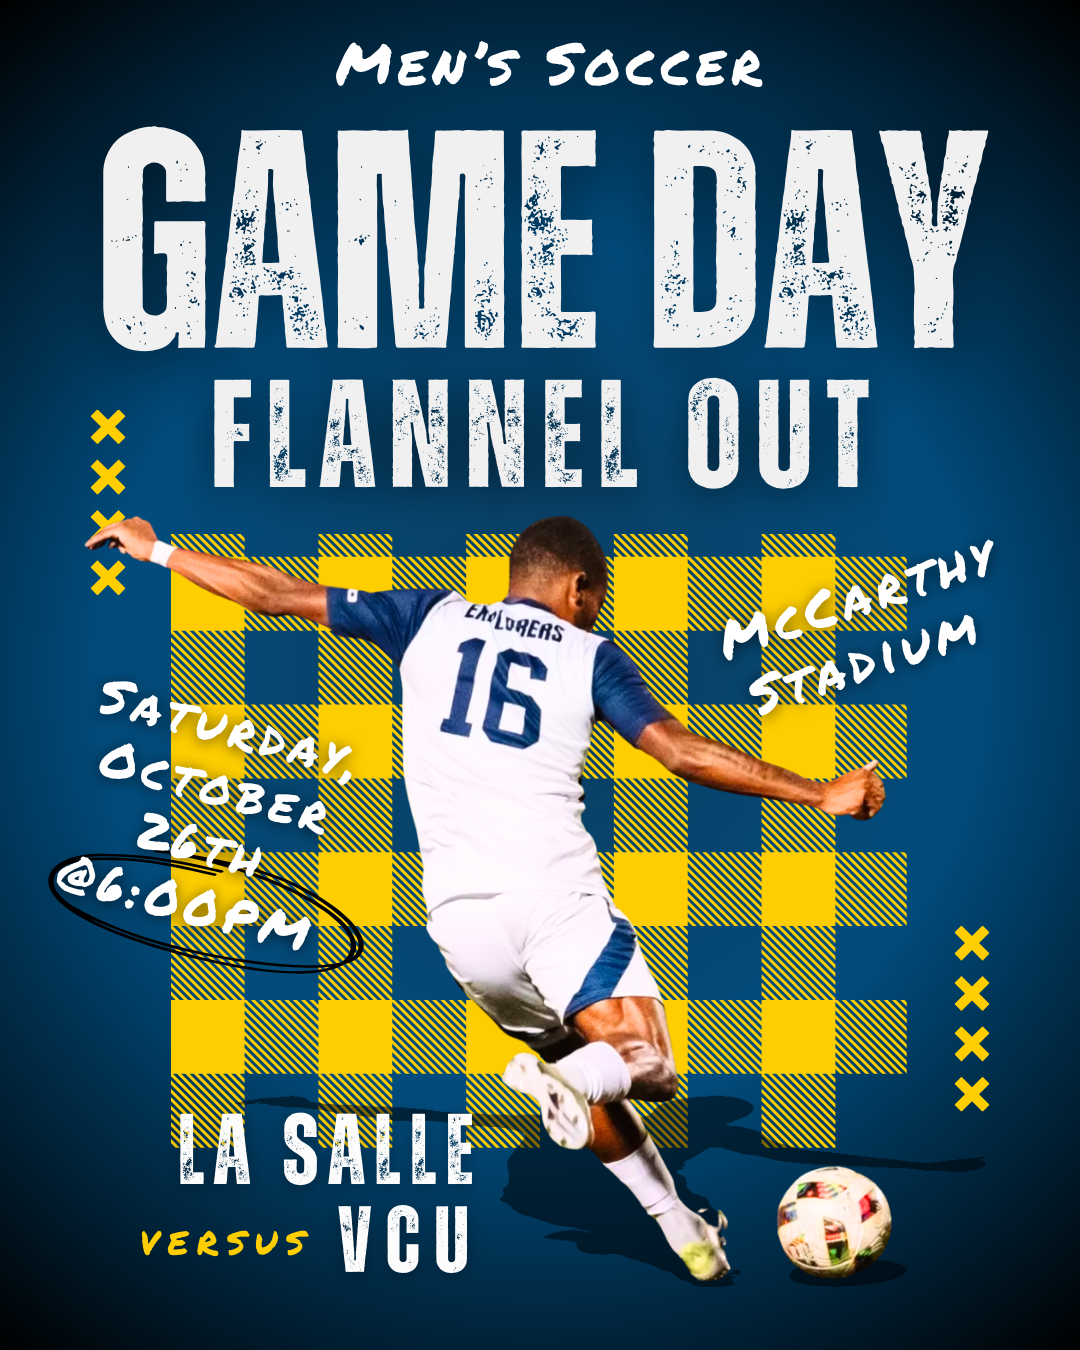 MEN'S SOCCER
GAME DAY
FLANNEL OUT
MCCARTHY
STADIUM
EXPLORERS
16
SATURDAY,
OCTOBER
26TH
@6:00PM
LA SALLE
VERSUS VCU